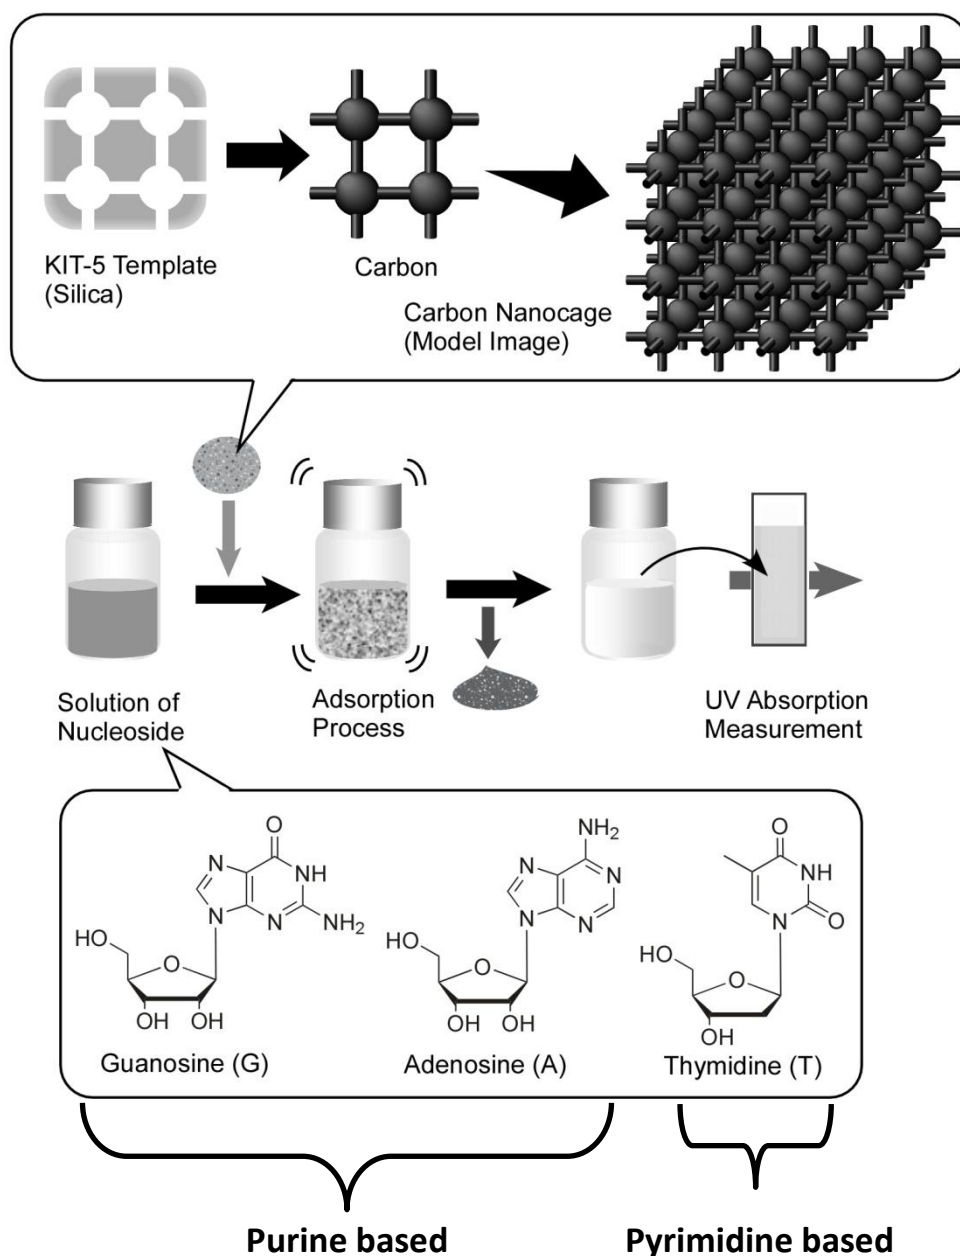 KIT-5 Template
(Silica)
Carbon
Carbon Nanocage
(Model Image)
Solution of
Nucleoside
Adsorption
Process
UV Absorption
Measurement
O
N
NH
N
N
NH2
HO
O
OH OH
Guanosine (G)
NH2
N
N
N
N
HO
O
OH OH
Adenosine (A)
O
NH
N
O
HO
O
OH
Thymidine (T)
Purine based
Pyrimidine based